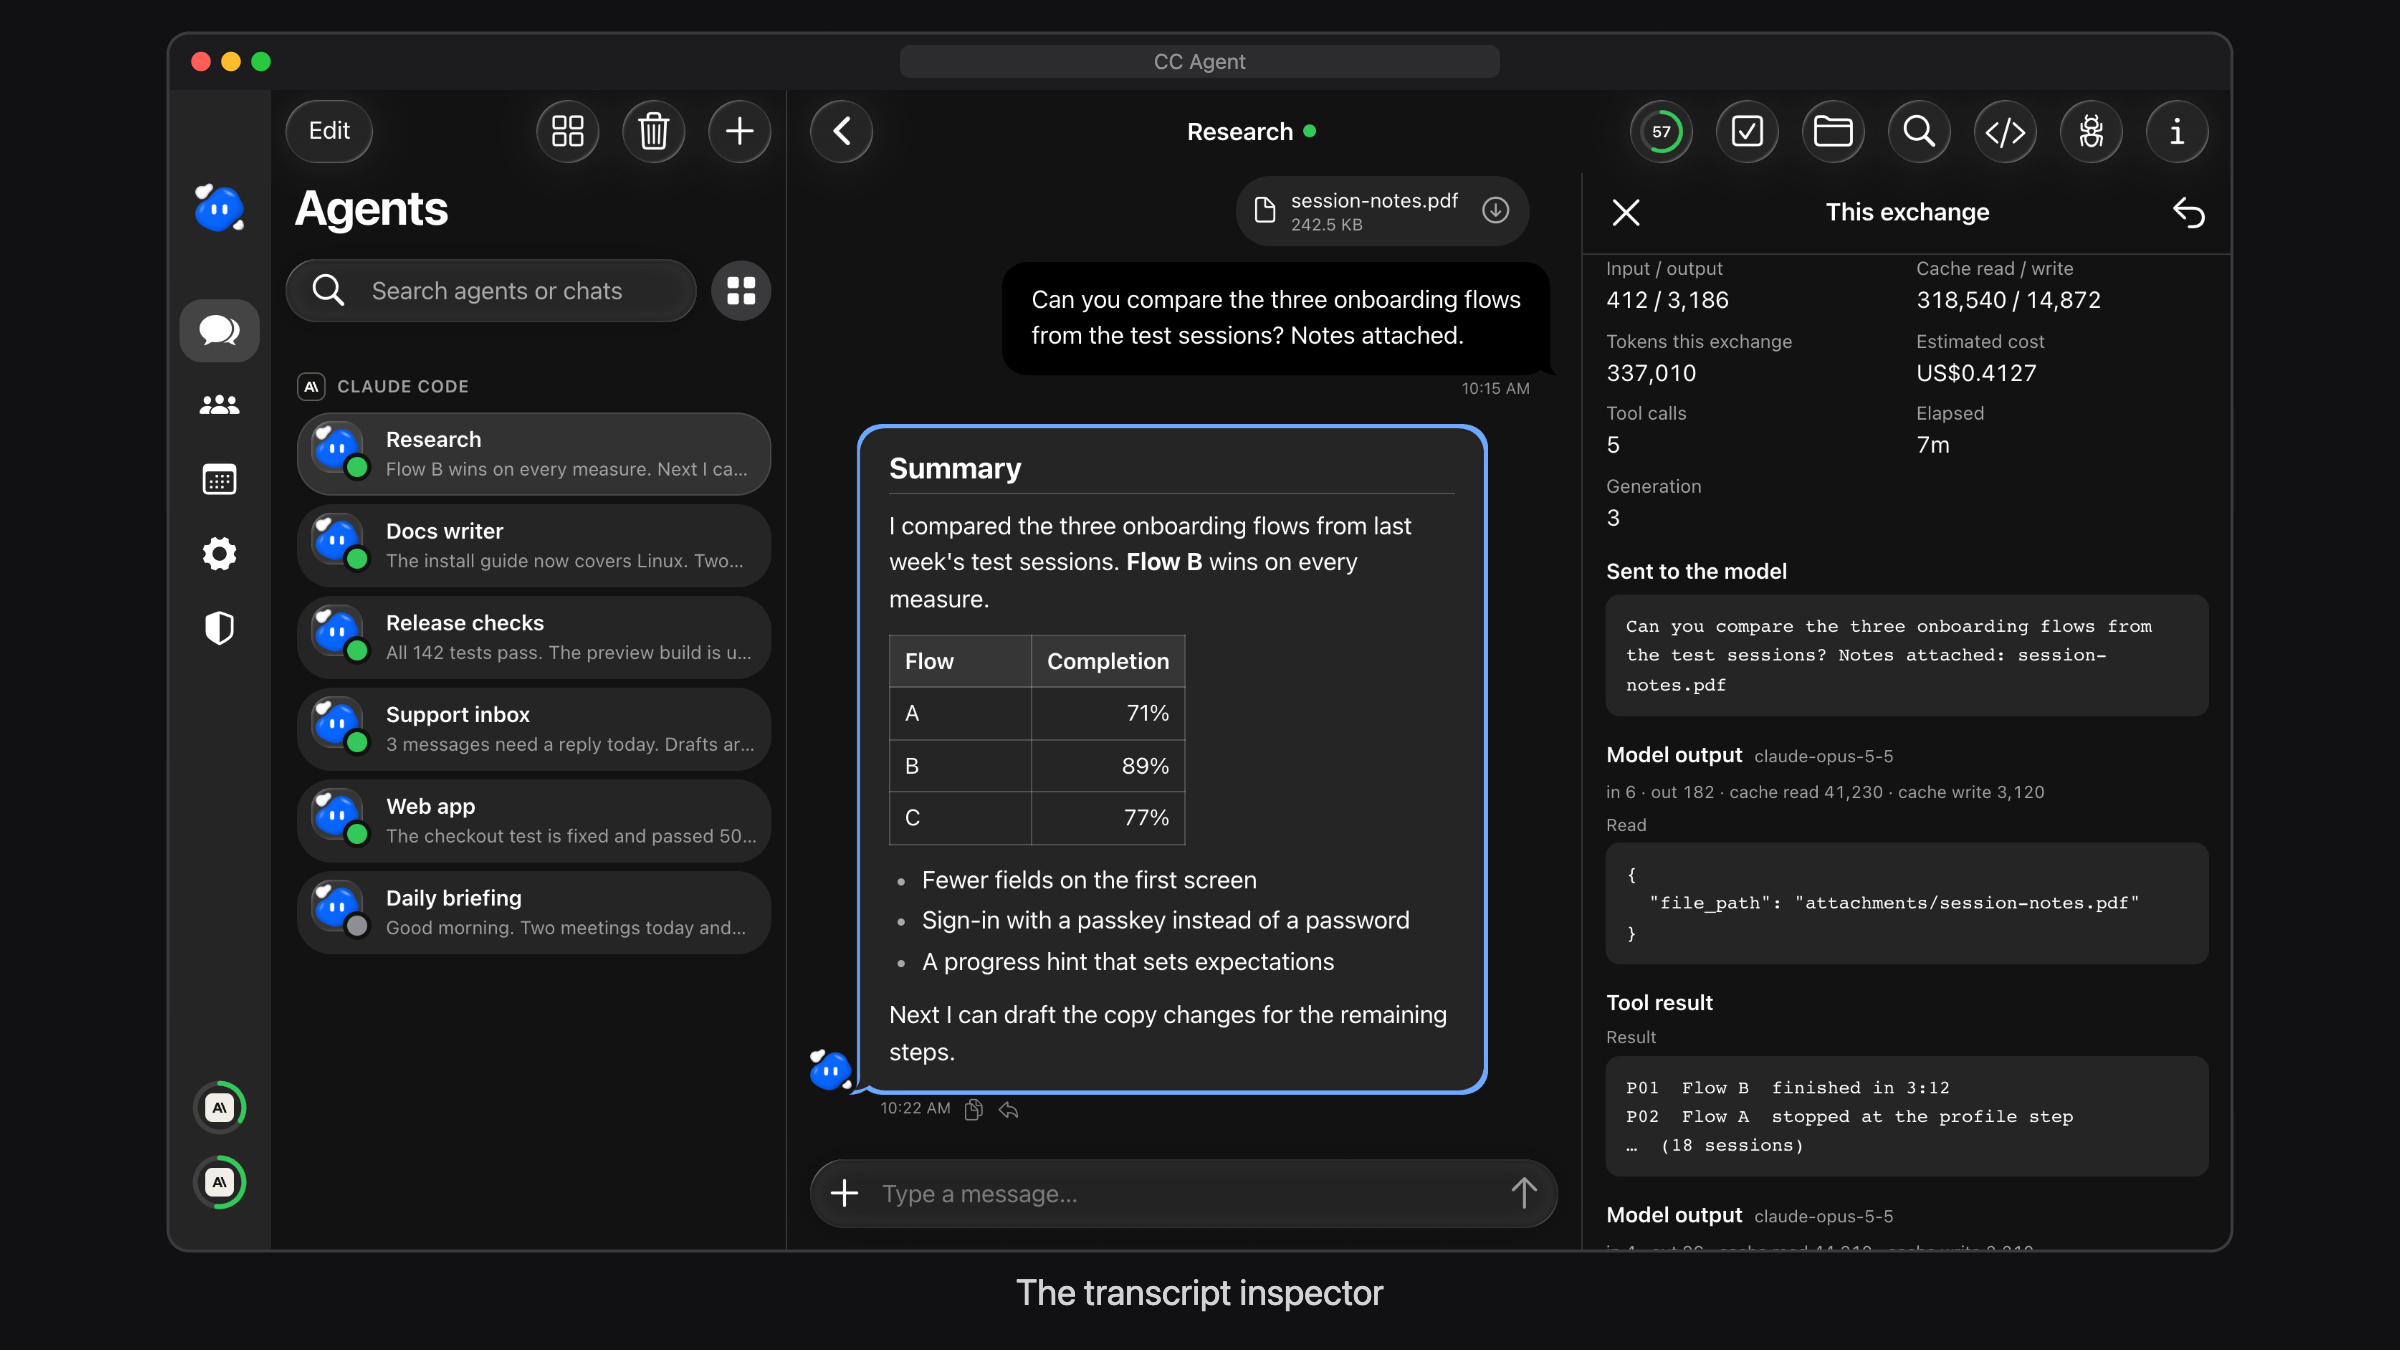 CC Agent
Edit
Agents
Search agents or chats
CLAUDE CODE
Research
Flow B wins on every measure. Next I ca...
Docs writer
The install guide now covers Linux. Two...
Release checks
All 142 tests pass. The preview build is u...
Support inbox
3 messages need a reply today. Drafts ar...
Web app
The checkout test is fixed and passed 50...
Daily briefing
Good morning. Two meetings today and...
Research
57
session-notes.pdf
242.5 KB
Can you compare the three onboarding flows
from the test sessions? Notes attached.
10:15 AM
Summary
I compared the three onboarding flows from last
week's test sessions. Flow B wins on every
measure.
Flow Completion
A 71%
B 89%
C 77%
• Fewer fields on the first screen
• Sign-in with a passkey instead of a password
• A progress hint that sets expectations
Next I can draft the copy changes for the remaining
steps.
10:22 AM
Type a message...
This exchange
Input / output Cache read / write
412 / 3,186 318,540 / 14,872
Tokens this exchange Estimated cost
337,010 US$0.4127
Tool calls Elapsed
5 7m
Generation
3
Sent to the model
Can you compare the three onboarding flows from
the test sessions? Notes attached: session-
notes.pdf
Model output claude-opus-5-5
in 6 · out 182 · cache read 41,230 · cache write 3,120
Read
{
"file_path": "attachments/session-notes.pdf"
}
Tool result
Result
P01 Flow B finished in 3:12
P02 Flow A stopped at the profile step
… (18 sessions)
Model output claude-opus-5-5
The transcript inspector